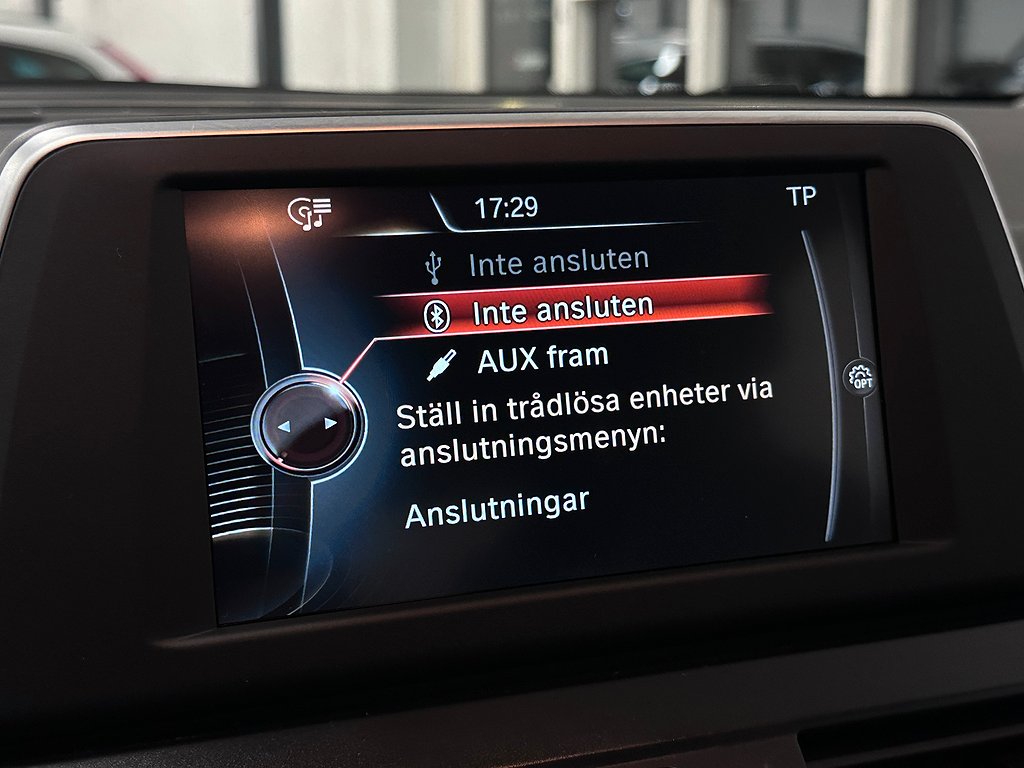 17:29
TP
Inte ansluten
Inte ansluten
AUX fram
Ställ in trådlösa enheter via
anslutningsmenyn:
Anslutningar
OPT